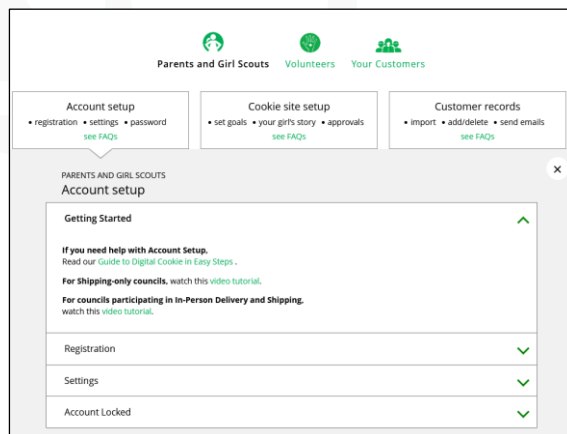 Parents and Girl Scouts Volunteers Your Customers
Account setup
• registration • settings • password
see FAQs
Cookie site setup
• set goals • your girl's story • approvals
see FAQs
Customer records
• import • add/delete • send emails
see FAQs
PARENTS AND GIRL SCOUTS
Account setup
Getting Started
If you need help with Account Setup,
Read our Guide to Digital Cookie in Easy Steps .
For Shipping-only councils, watch this video tutorial.
For councils participating in In-Person Delivery and Shipping,
watch this video tutorial.
Registration
Settings
Account Locked